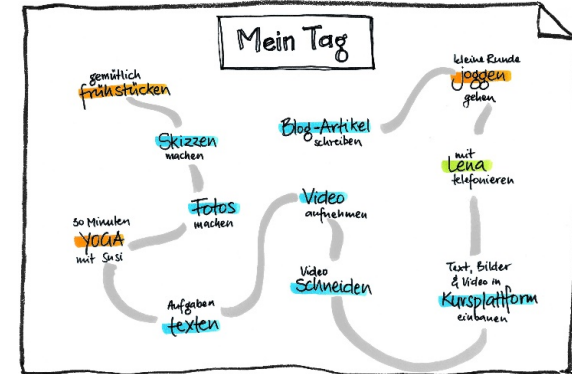 Mein Tag
gemütlich
frühstücken
Skizzen
machen
Fotos
machen
30 Minuten
YOGA
mit Susi
Aufgaben
texten
Video
aufnehmen
Video
Schneiden
Text, Bilder
& Video in
Kursplattform
einbauen
mit
Lena
telefonieren
kleine Runde
joggen
gehen
Blog-Artikel
schreiben